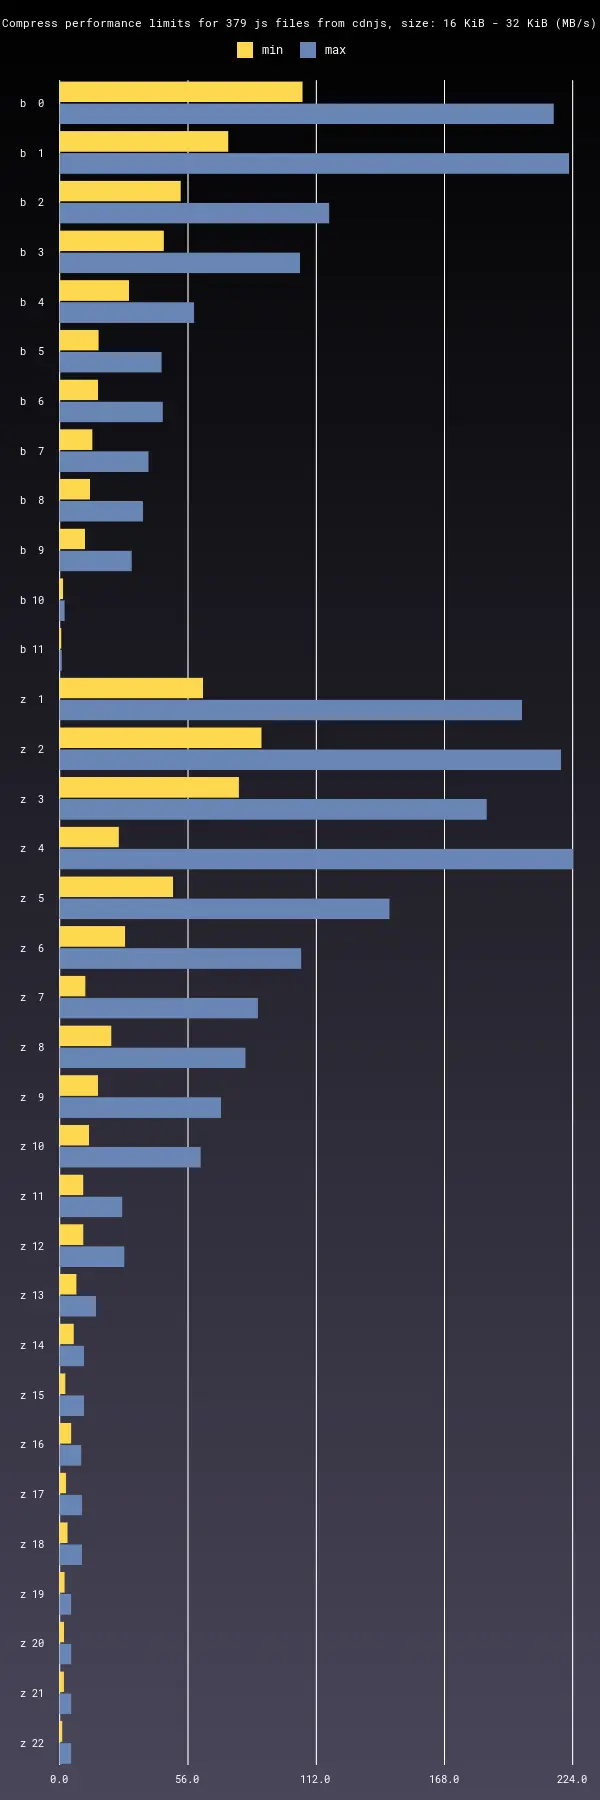 Compress performance limits for 379 js files from cdnjs, size: 16 KiB - 32 KiB (MB/s)
min max
b 0
b 1
b 2
b 3
b 4
b 5
b 6
b 7
b 8
b 9
b 10
b 11
z 1
z 2
z 3
z 4
z 5
z 6
z 7
z 8
z 9
z 10
z 11
z 12
z 13
z 14
z 15
z 16
z 17
z 18
z 19
z 20
z 21
z 22
0.0 56.0 112.0 168.0 224.0